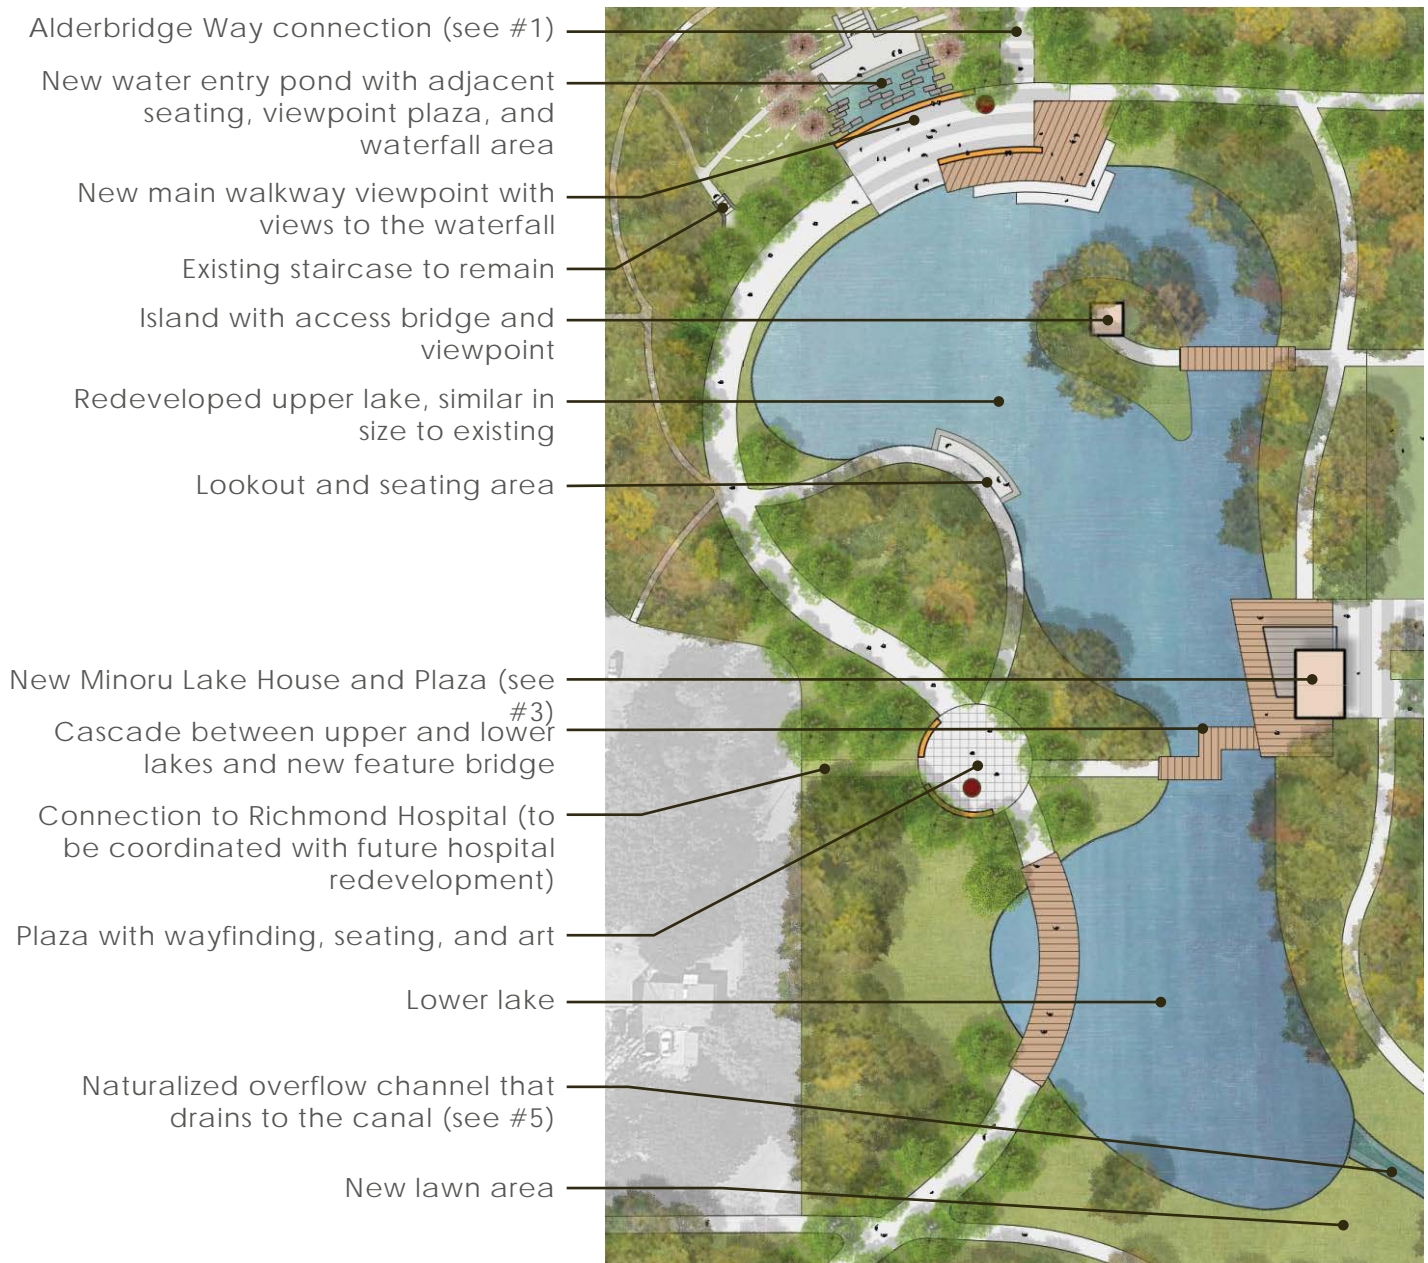 Alderbridge Way connection (see #1)
New water entry pond with adjacent
seating, viewpoint plaza, and
waterfall area
New main walkway viewpoint with
views to the waterfall
Existing staircase to remain
Island with access bridge and
viewpoint
Redeveloped upper lake, similar in
size to existing
Lookout and seating area
New Minoru Lake House and Plaza (see
#3)
Cascade between upper and lower
lakes and new feature bridge
Connection to Richmond Hospital (to
be coordinated with future hospital
redevelopment)
Plaza with wayfinding, seating, and art
Lower lake
Naturalized overflow channel that
drains to the canal (see #5)
New lawn area